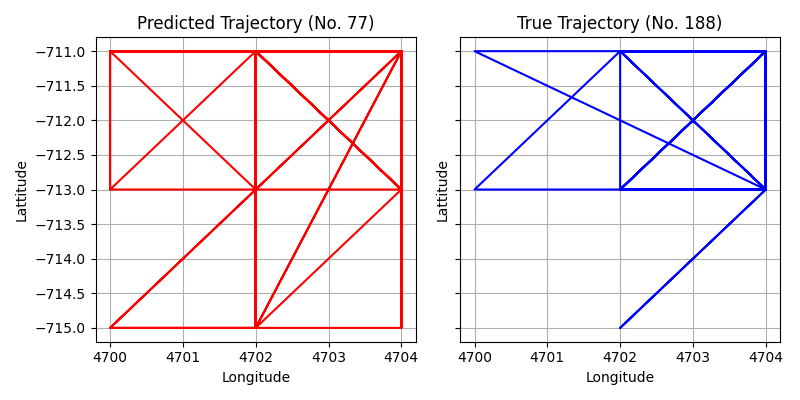 Predicted Trajectory (No. 77)
True Trajectory (No. 188)
−711.0
−711.5
−712.0
−712.5
−713.0
−713.5
−714.0
−714.5
−715.0
Lattitude
Lattitude
4700 4701 4702 4703 4704
4700 4701 4702 4703 4704
Longitude
Longitude